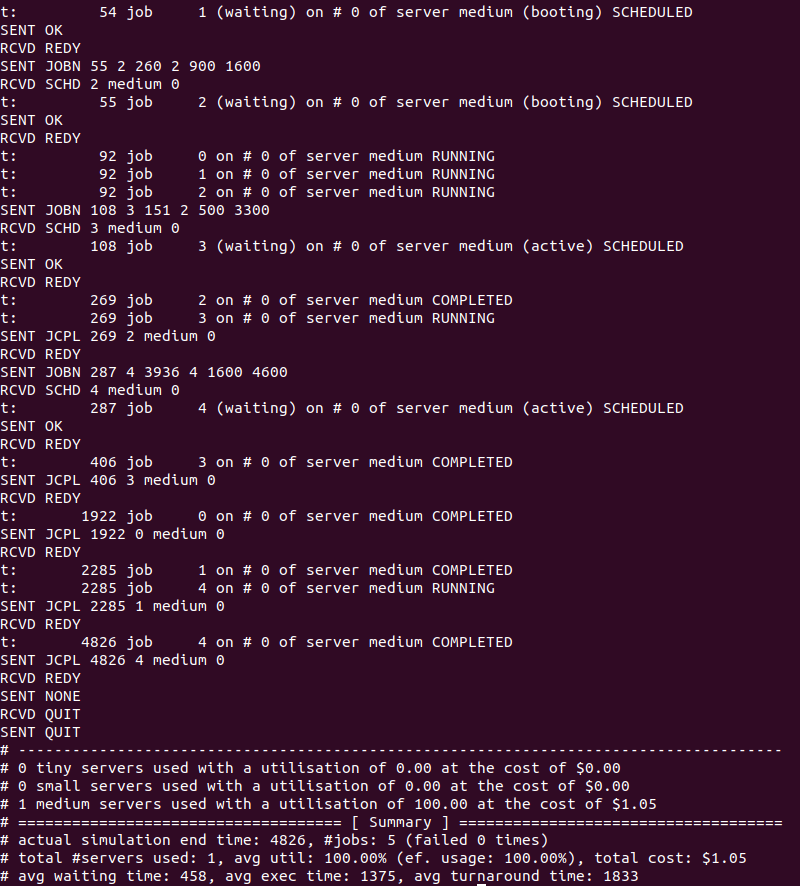 t:         54 job     1 (waiting) on # 0 of server medium (booting) SCHEDULED
SENT OK
RCVD REDY
SENT JOBN 55 2 260 2 900 1600
RCVD SCHD 2 medium 0
t:         55 job     2 (waiting) on # 0 of server medium (booting) SCHEDULED
SENT OK
RCVD REDY
t:         92 job     0 on # 0 of server medium RUNNING
t:         92 job     1 on # 0 of server medium RUNNING
t:         92 job     2 on # 0 of server medium RUNNING
SENT JOBN 108 3 151 2 500 3300
RCVD SCHD 3 medium 0
t:        108 job     3 (waiting) on # 0 of server medium (active) SCHEDULED
SENT OK
RCVD REDY
t:        269 job     2 on # 0 of server medium COMPLETED
t:        269 job     3 on # 0 of server medium RUNNING
SENT JCPL 269 2 medium 0
RCVD REDY
SENT JOBN 287 4 3936 4 1600 4600
RCVD SCHD 4 medium 0
t:        287 job     4 (waiting) on # 0 of server medium (active) SCHEDULED
SENT OK
RCVD REDY
t:        406 job     3 on # 0 of server medium COMPLETED
SENT JCPL 406 3 medium 0
RCVD REDY
t:       1922 job     0 on # 0 of server medium COMPLETED
SENT JCPL 1922 0 medium 0
RCVD REDY
t:       2285 job     1 on # 0 of server medium COMPLETED
t:       2285 job     4 on # 0 of server medium RUNNING
SENT JCPL 2285 1 medium 0
RCVD REDY
t:       4826 job     4 on # 0 of server medium COMPLETED
SENT JCPL 4826 4 medium 0
RCVD REDY
SENT NONE
RCVD QUIT
SENT QUIT
# -------------------------------------------------------------------------------------
# 0 tiny servers used with a utilisation of 0.00 at the cost of $0.00
# 0 small servers used with a utilisation of 0.00 at the cost of $0.00
# 1 medium servers used with a utilisation of 100.00 at the cost of $1.05
# ==================================== [ Summary ] ====================================
# actual simulation end time: 4826, #jobs: 5 (failed 0 times)
# total #servers used: 1, avg util: 100.00% (ef. usage: 100.00%), total cost: $1.05
# avg waiting time: 458, avg exec time: 1375, avg turnaround time: 1833